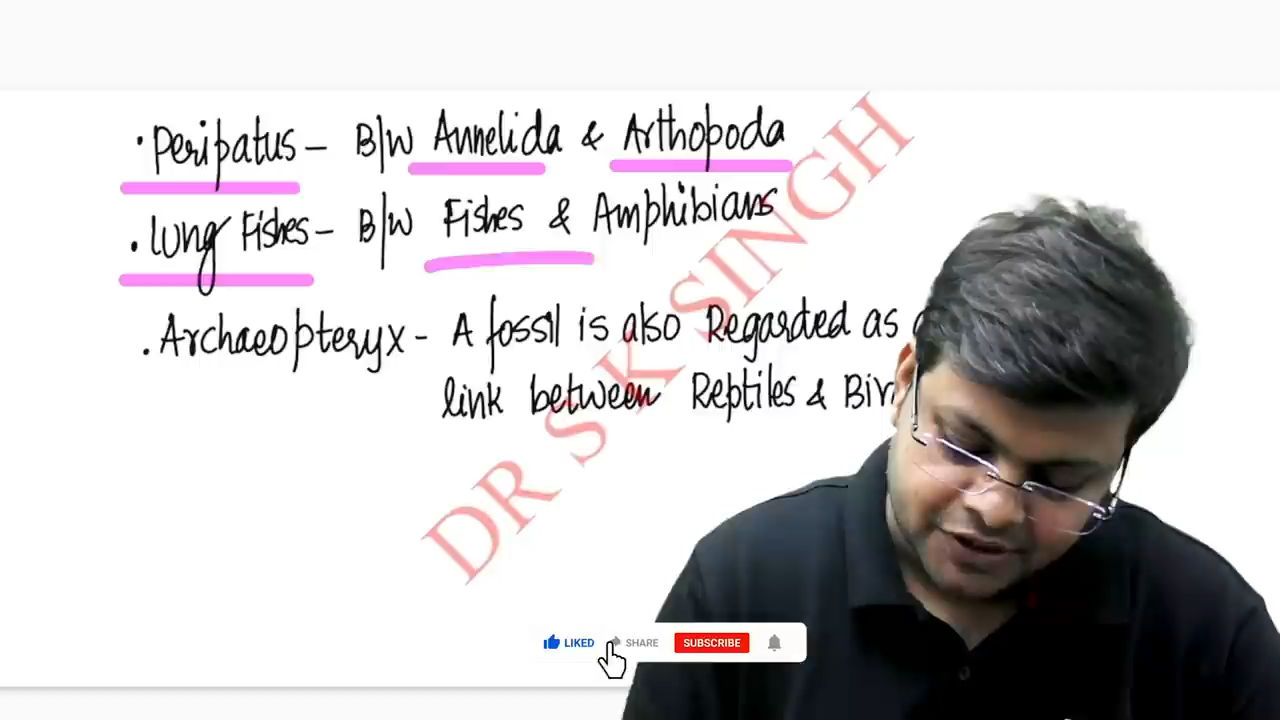 · Peripatus – B/W Annelida & Arthopoda
· Lung Fishes – B/W Fishes & Amphibians
· Archaeopteryx – A fossil is also Regarded as
link between Reptiles & Bir
DR S K SINGH
LIKED SHARE SUBSCRIBE